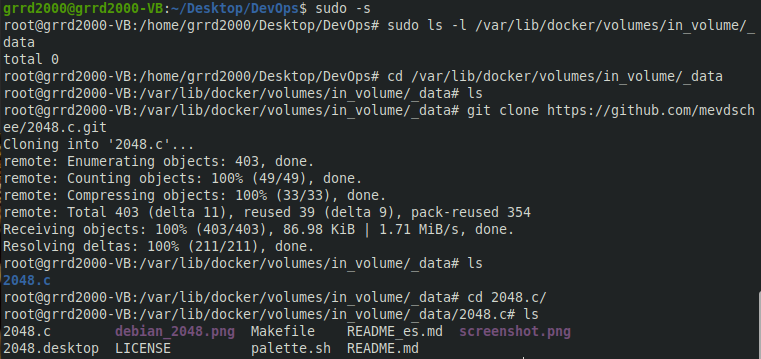 grrd2000@grrd2000-VB:~/Desktop/DevOps$ sudo -s
root@grrd2000-VB:/home/grrd2000/Desktop/DevOps# sudo ls -l /var/lib/docker/volumes/in_volume/_
data
total 0
root@grrd2000-VB:/home/grrd2000/Desktop/DevOps# cd /var/lib/docker/volumes/in_volume/_data
root@grrd2000-VB:/var/lib/docker/volumes/in_volume/_data# ls
root@grrd2000-VB:/var/lib/docker/volumes/in_volume/_data# git clone https://github.com/mevdsch
ee/2048.c.git
Cloning into '2048.c'...
remote: Enumerating objects: 403, done.
remote: Counting objects: 100% (49/49), done.
remote: Compressing objects: 100% (33/33), done.
remote: Total 403 (delta 11), reused 39 (delta 9), pack-reused 354
Receiving objects: 100% (403/403), 86.98 KiB | 1.71 MiB/s, done.
Resolving deltas: 100% (211/211), done.
root@grrd2000-VB:/var/lib/docker/volumes/in_volume/_data# ls
2048.c
root@grrd2000-VB:/var/lib/docker/volumes/in_volume/_data# cd 2048.c/
root@grrd2000-VB:/var/lib/docker/volumes/in_volume/_data/2048.c# ls
2048.c        debian_2048.png  Makefile    README_es.md  screenshot.png
2048.desktop  LICENSE          palette.sh  README.md